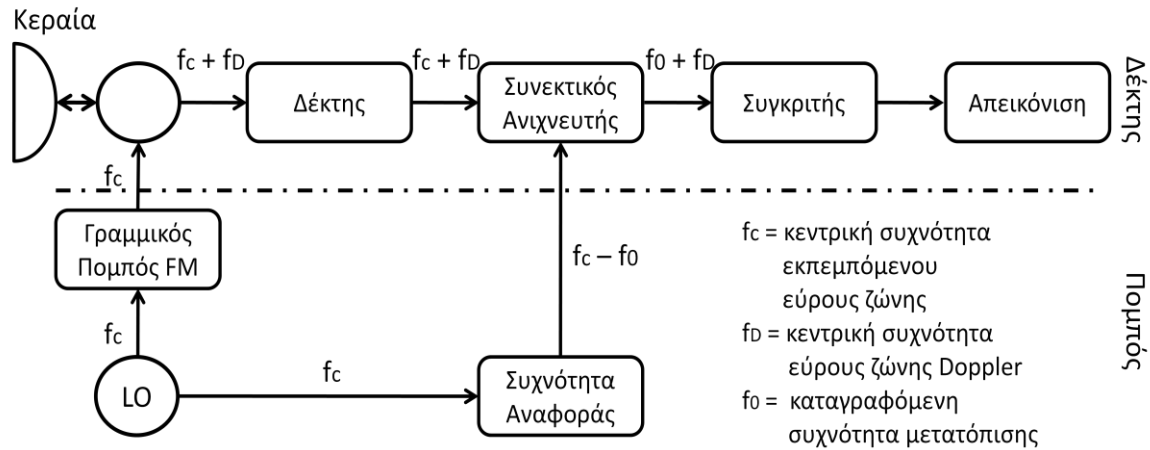 Κεραία
fc + fD
fc + fD
f0 + fD
Δέκτης
Συνεκτικός
Ανιχνευτής
Συγκριτής
Απεικόνιση
Δέκτης
fc
Γραμμικός
Πομπός FM
fc – f0
fc
fc
LO
Συχνότητα
Αναφοράς
fc = κεντρική συχνότητα
εκπεμπόμενου
εύρους ζώνης
fD = κεντρική συχνότητα
εύρους ζώνης Doppler
f0 = καταγραφόμενη
συχνότητα μετατόπισης
Πομπός